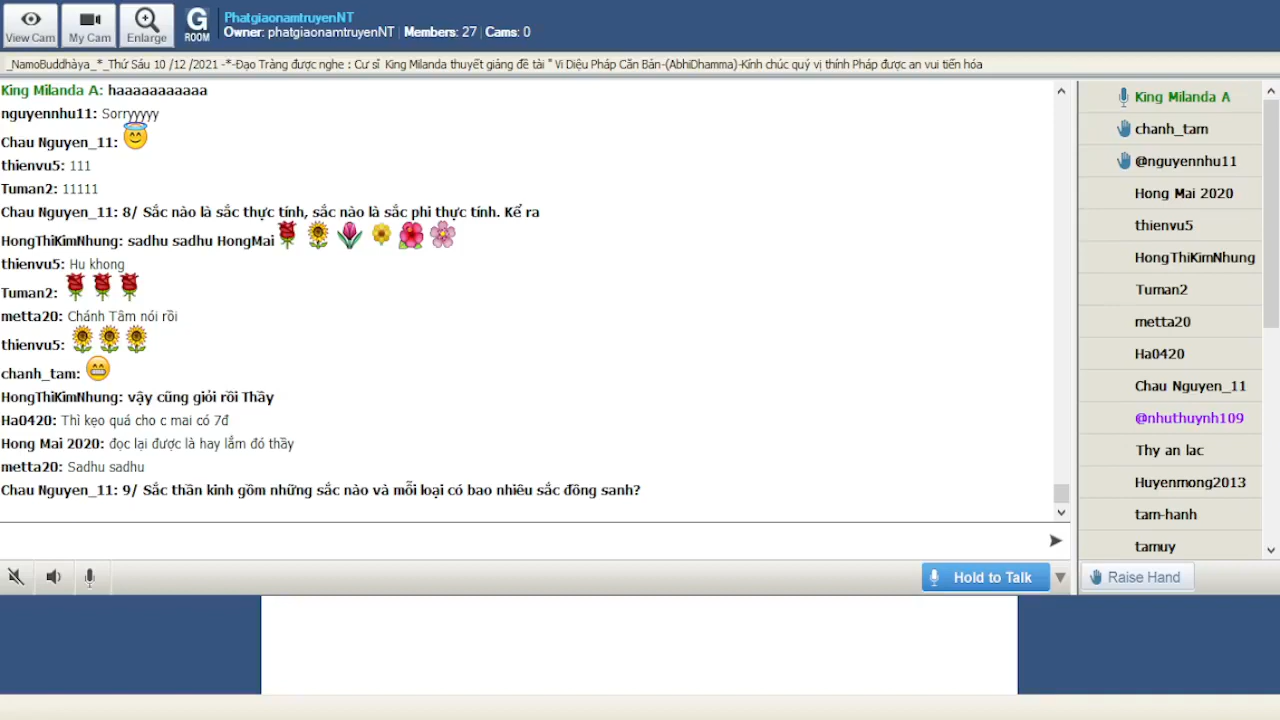 View Cam
My Cam
Enlarge
G
ROOM
PhatgiaonamtruyenNT
Owner: phatgiaonamtruyenNT | Members: 27 | Cams: 0
_NamoBuddhàya_*_Thứ Sáu 10 /12 /2021 -*-Đạo Tràng được nghe : Cư sĩ King Milanda thuyết giảng đề tài " Vi Diệu Pháp Căn Bản-(AbhiDhamma)-Kính chúc quý vị thính Pháp được an vui tiến hóa
King Milanda A: haaaaaaaaaaa
nguyennhu11: Sorryyyyy
Chau Nguyen_11:
thienvu5: 111
Tuman2: 11111
Chau Nguyen_11: 8/ Sắc nào là sắc thực tính, sắc nào là sắc phi thực tính. Kể ra
HongThiKimNhung: sadhu sadhu HongMai
thienvu5: Hu khong
Tuman2:
metta20: Chánh Tâm nói rồi
thienvu5:
chanh_tam:
HongThiKimNhung: vậy cũng giỏi rồi Thầy
Ha0420: Thì kẹo quá cho c mai có 7đ
Hong Mai 2020: đọc lại được là hay lắm đó thầy
metta20: Sadhu sadhu
Chau Nguyen_11: 9/ Sắc thần kinh gồm những sắc nào và mỗi loại có bao nhiêu sắc đồng sanh?
Hold to Talk
King Milanda A
chanh_tam
@nguyennhu11
Hong Mai 2020
thienvu5
HongThiKimNhung
Tuman2
metta20
Ha0420
Chau Nguyen_11
@nhuthuynh109
Thy an lac
Huyenmong2013
tam-hanh
tamuy
Raise Hand